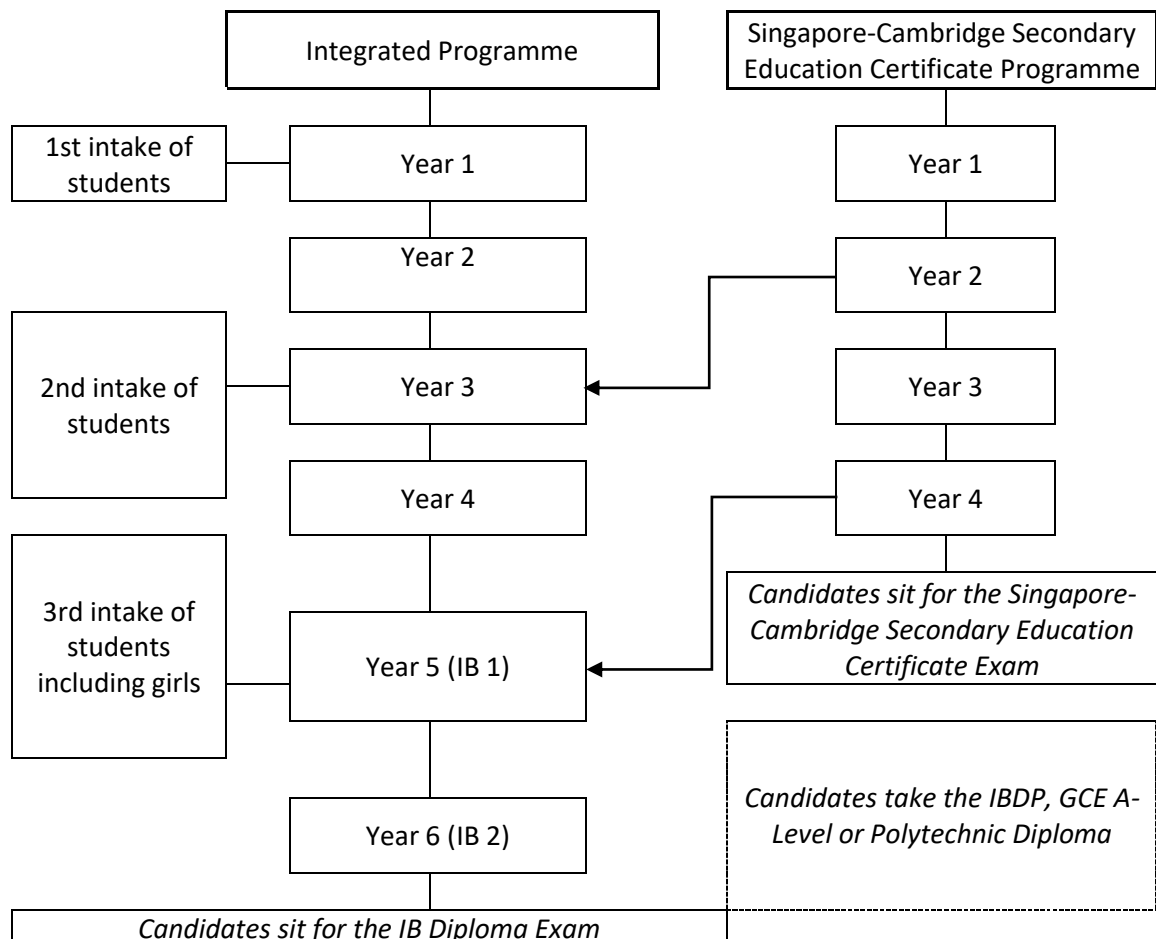 Integrated Programme
Singapore-Cambridge Secondary
Education Certificate Programme
1st intake of
students
Year 1
Year 1
Year 2
Year 2
2nd intake of
students
Year 3
Year 3
Year 4
Year 4
3rd intake of
students
including girls
Year 5 (IB 1)
Candidates sit for the Singapore-
Cambridge Secondary Education
Certificate Exam
Year 6 (IB 2)
Candidates take the IBDP, GCE A-
Level or Polytechnic Diploma
Candidates sit for the IB Diploma Exam